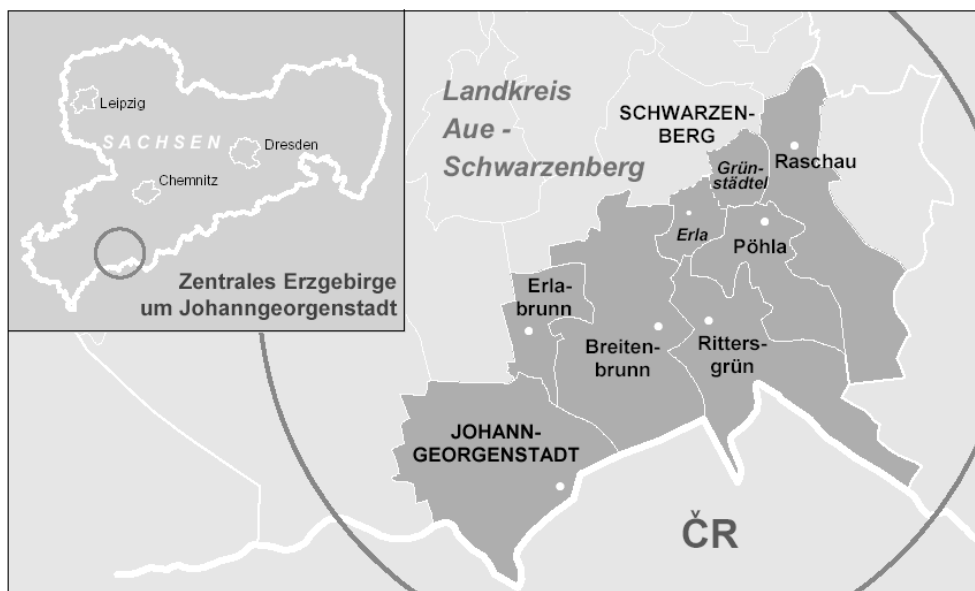 Leipzig
SACHSEN
Dresden
Chemnitz
Zentrales Erzgebirge
um Johanngeorgenstadt
Landkreis
Aue -
Schwarzenberg
SCHWARZEN-
BERG
Grün-
städtel
Raschau
Erla
Pöhla
Erla-
brunn
Breiten-
brunn
Ritters-
grün
JOHANN-
GEORGENSTADT
ČR